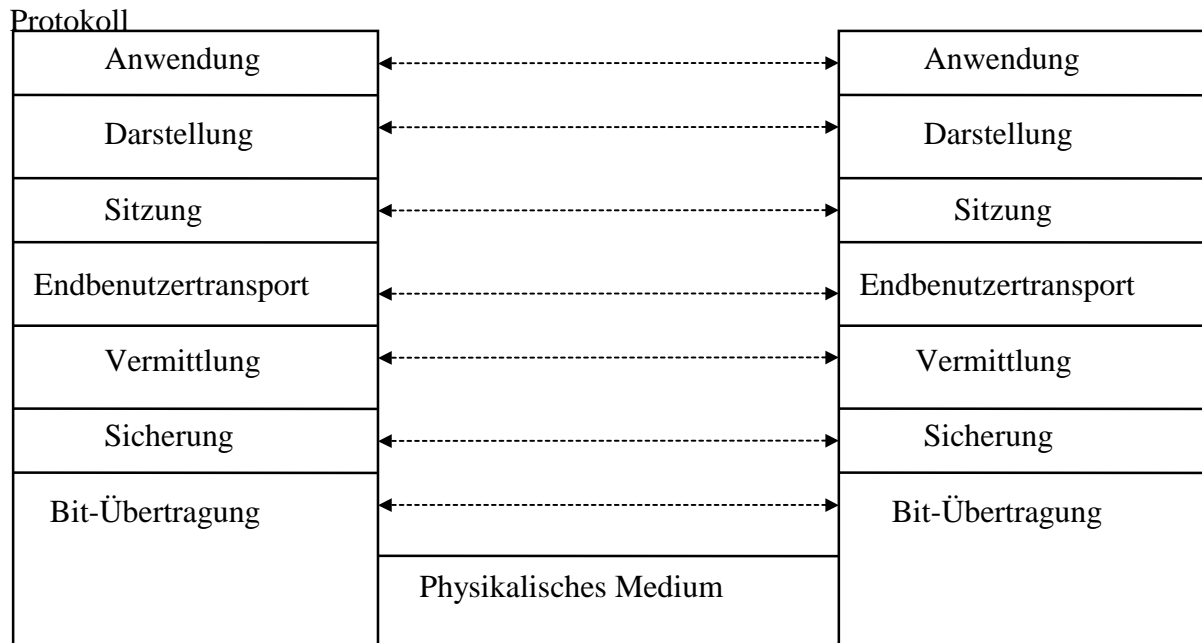 Protokoll
Anwendung
Anwendung
Darstellung
Darstellung
Sitzung
Sitzung
Endbenutzertransport
Endbenutzertransport
Vermittlung
Vermittlung
Sicherung
Sicherung
Bit-Übertragung
Bit-Übertragung
Physikalisches Medium